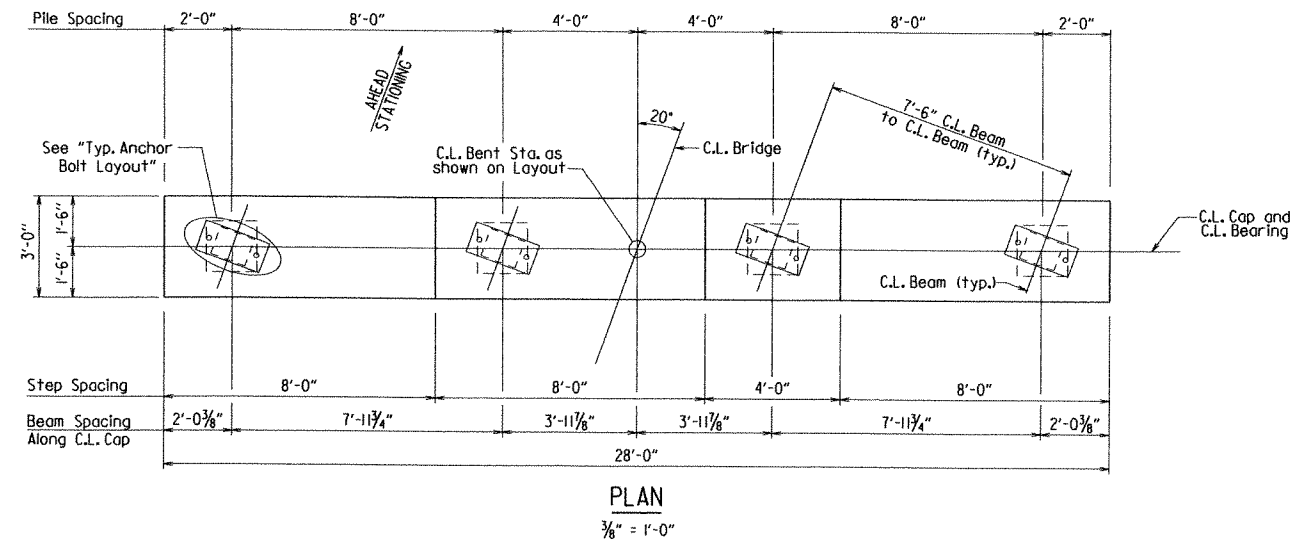 Pile Spacing
2'-0" 8'-0" 4'-0" 4'-0" 8'-0" 2'-0"
AHEAD
STATIONING
20°
7'-6" C.L. Beam
to C.L. Beam (typ.)
See "Typ. Anchor
Bolt Layout"
C.L. Bent Sta. as
shown on Layout
C.L. Bridge
3'-0"
1'-6"
1'-6"
C.L. Cap and
C.L. Bearing
C.L. Beam (typ.)
Step Spacing
8'-0" 8'-0" 4'-0" 8'-0"
Beam Spacing
Along C.L. Cap
2'-0⅜" 7'-11¾" 3'-11⅞" 3'-11⅞" 7'-11¾" 2'-0⅜"
28'-0"
PLAN
⅜" = 1'-0"